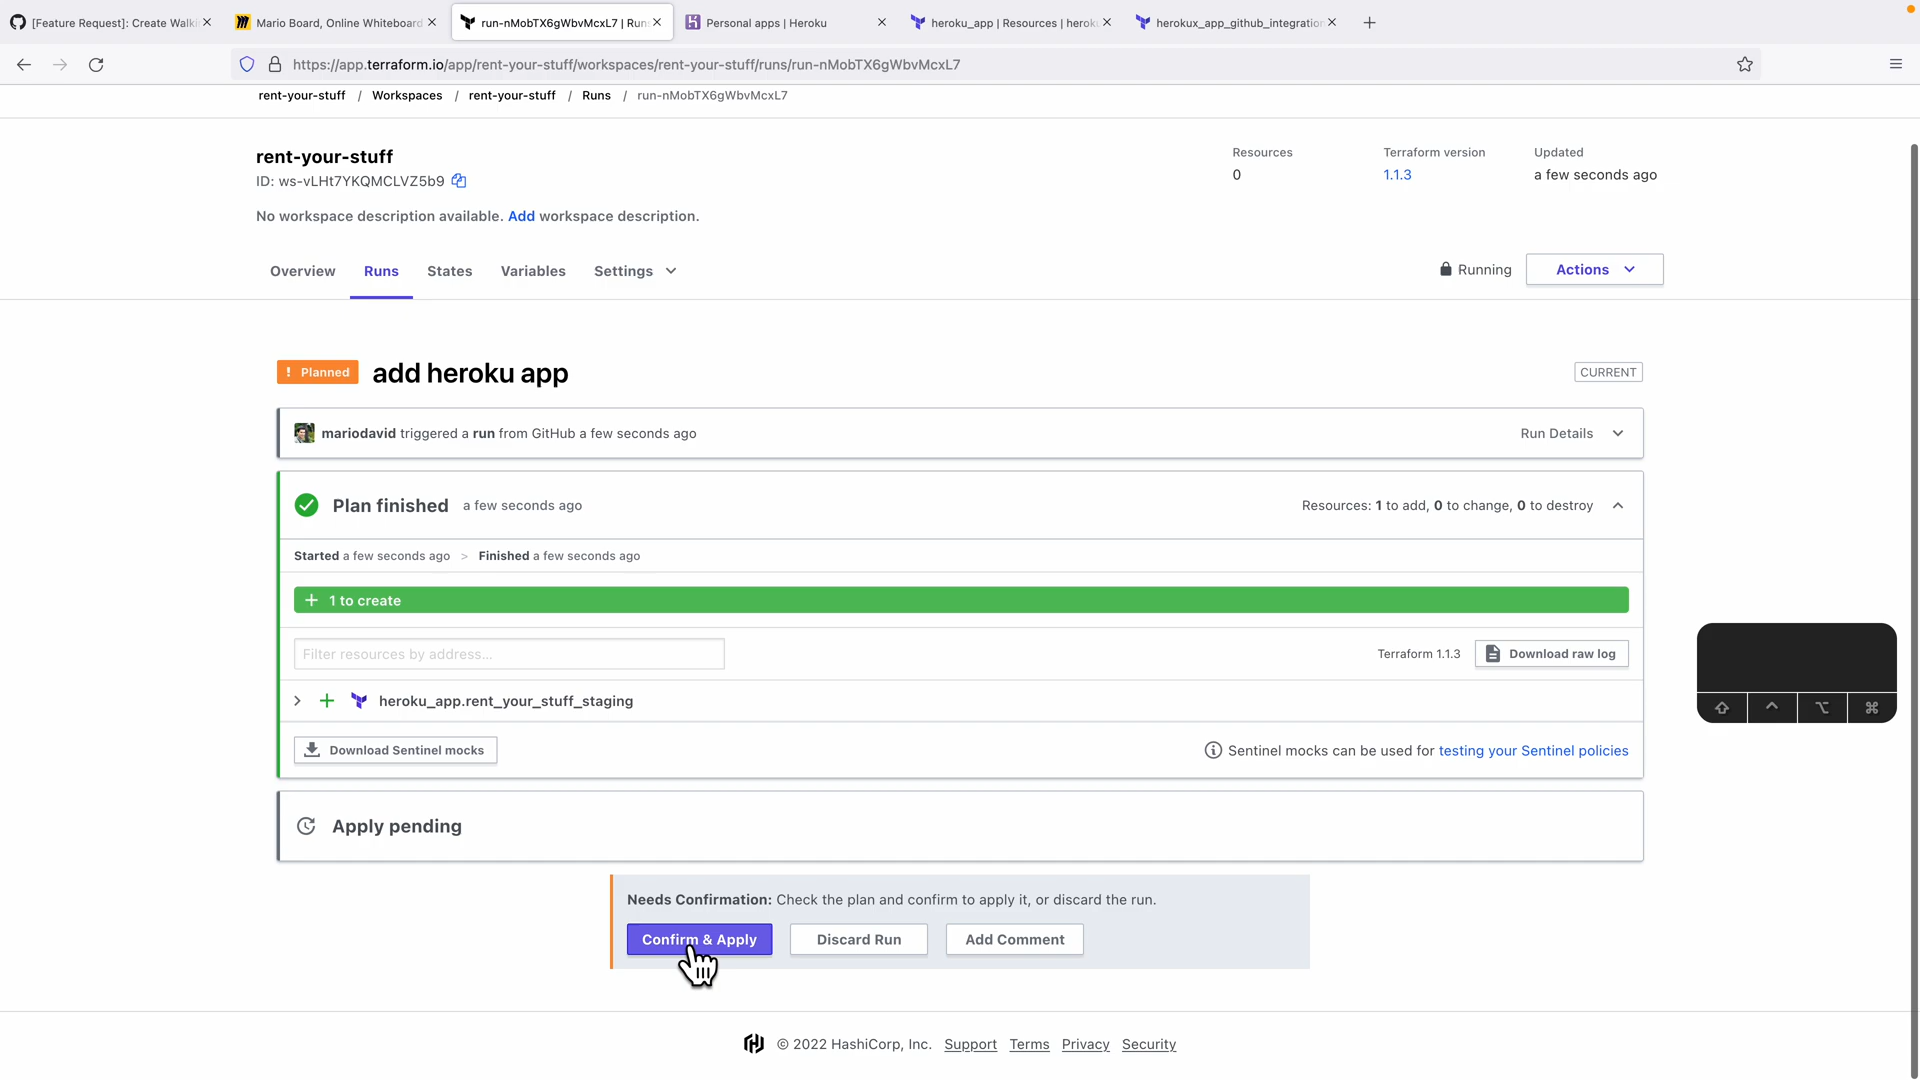 [Feature Request]: Create Walki
Mario Board, Online Whiteboard
run-nMobTX6gWbvMcxL7 | Run
Personal apps | Heroku
heroku_app | Resources | herok
herokux_app_github_integration
https://app.terraform.io/app/rent-your-stuff/workspaces/rent-your-stuff/runs/run-nMobTX6gWbvMcxL7
rent-your-stuff / Workspaces / rent-your-stuff / Runs / run-nMobTX6gWbvMcxL7
rent-your-stuff
ID: ws-vLHt7YKQMCLVZ5b9
No workspace description available. Add workspace description.
Resources
0
Terraform version
1.1.3
Updated
a few seconds ago
Overview Runs States Variables Settings
Running
Actions
! Planned add heroku app
CURRENT
mariodavid triggered a run from GitHub a few seconds ago
Run Details
Plan finished a few seconds ago
Resources: 1 to add, 0 to change, 0 to destroy
Started a few seconds ago > Finished a few seconds ago
+ 1 to create
Filter resources by address...
Terraform 1.1.3
Download raw log
heroku_app.rent_your_stuff_staging
Download Sentinel mocks
Sentinel mocks can be used for testing your Sentinel policies
Apply pending
Needs Confirmation: Check the plan and confirm to apply it, or discard the run.
Confirm & Apply
Discard Run
Add Comment
© 2022 HashiCorp, Inc. Support Terms Privacy Security